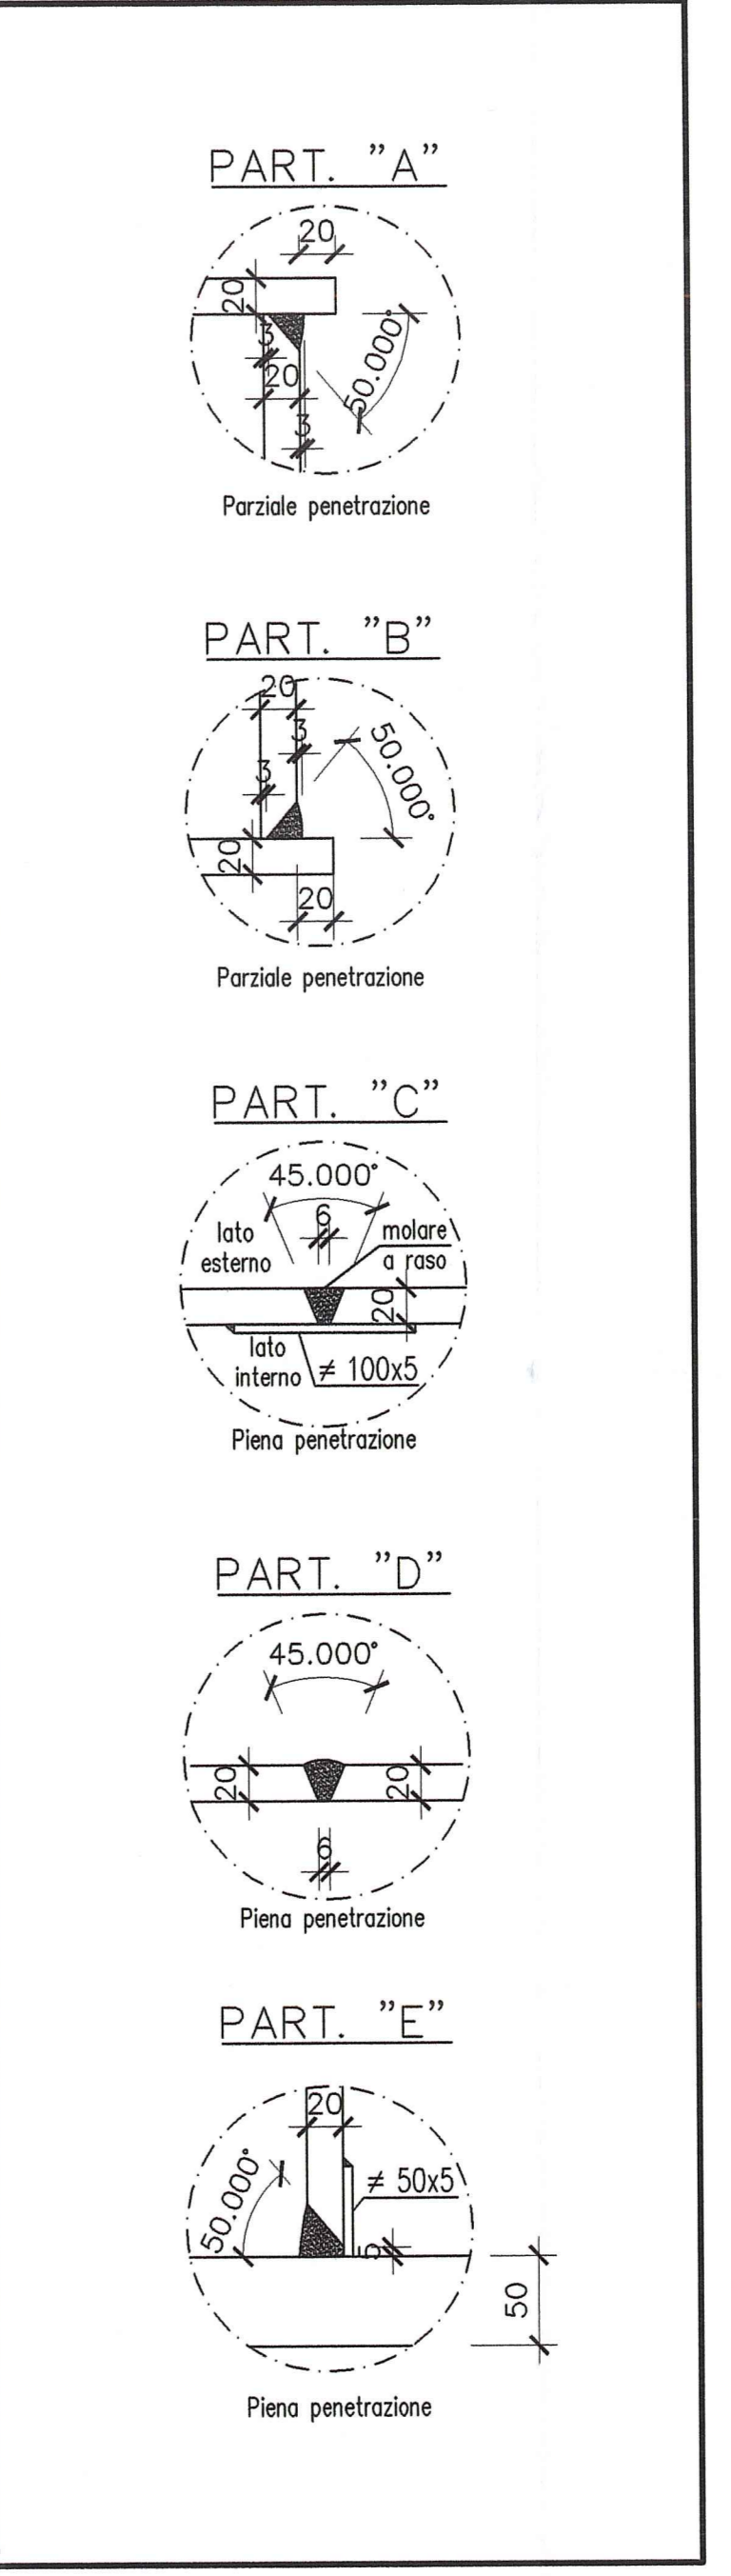 PART. "A"
20
20
3
20
3
50.000°
Parziale penetrazione
PART. "B"
20
3
3
50.000°
20
20
Parziale penetrazione
PART. "C"
45.000°
6
lato
esterno
molare
a raso
20
lato
interno
≠ 100x5
Piena penetrazione
PART. "D"
45.000°
20
20
6
Piena penetrazione
PART. "E"
20
50.000°
≠ 50x5
5
50
Piena penetrazione